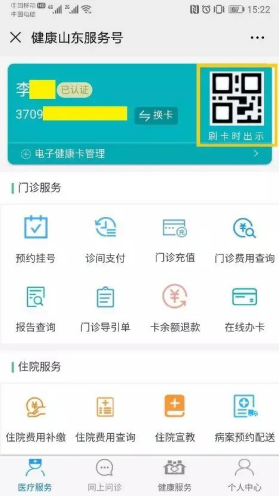 中国移动 HD 4G
中国电信
15:22
健康山东服务号
李
已认证
3709
换卡
刷卡时出示
电子健康卡管理
门诊服务
预约挂号 诊间支付 门诊充值 门诊费用查询
报告查询 门诊导引单 卡余额退款 在线办卡
住院服务
住院费用补缴 住院费用查询 住院宣教 病案预约配送
医疗服务 网上问诊 健康服务 个人中心